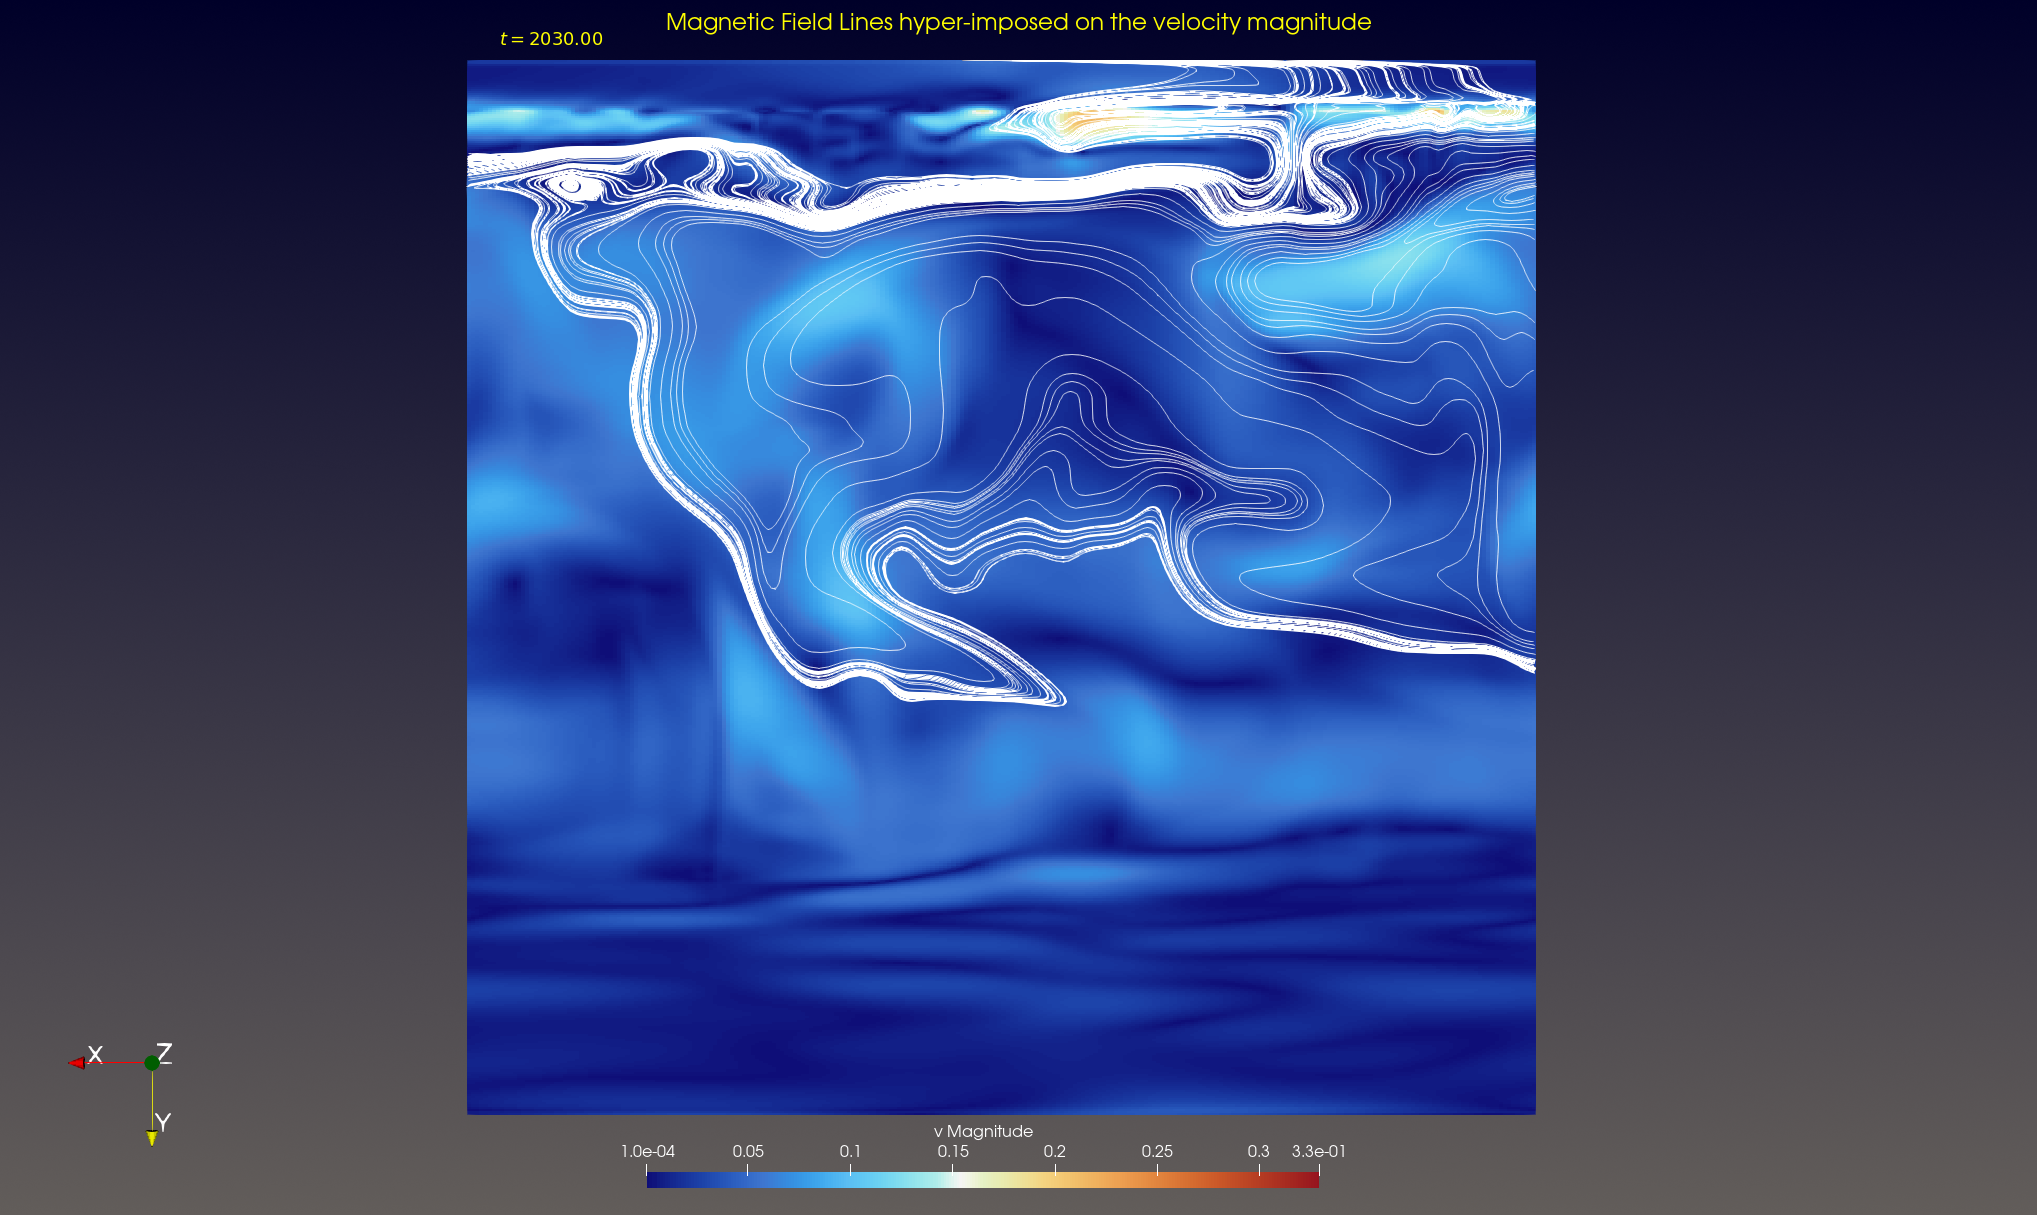 Magnetic Field Lines hyper-imposed on the velocity magnitude
t = 2030.00
X
Z
Y
v Magnitude
1.0e-04 0.05 0.1 0.15 0.2 0.25 0.3 3.3e-01